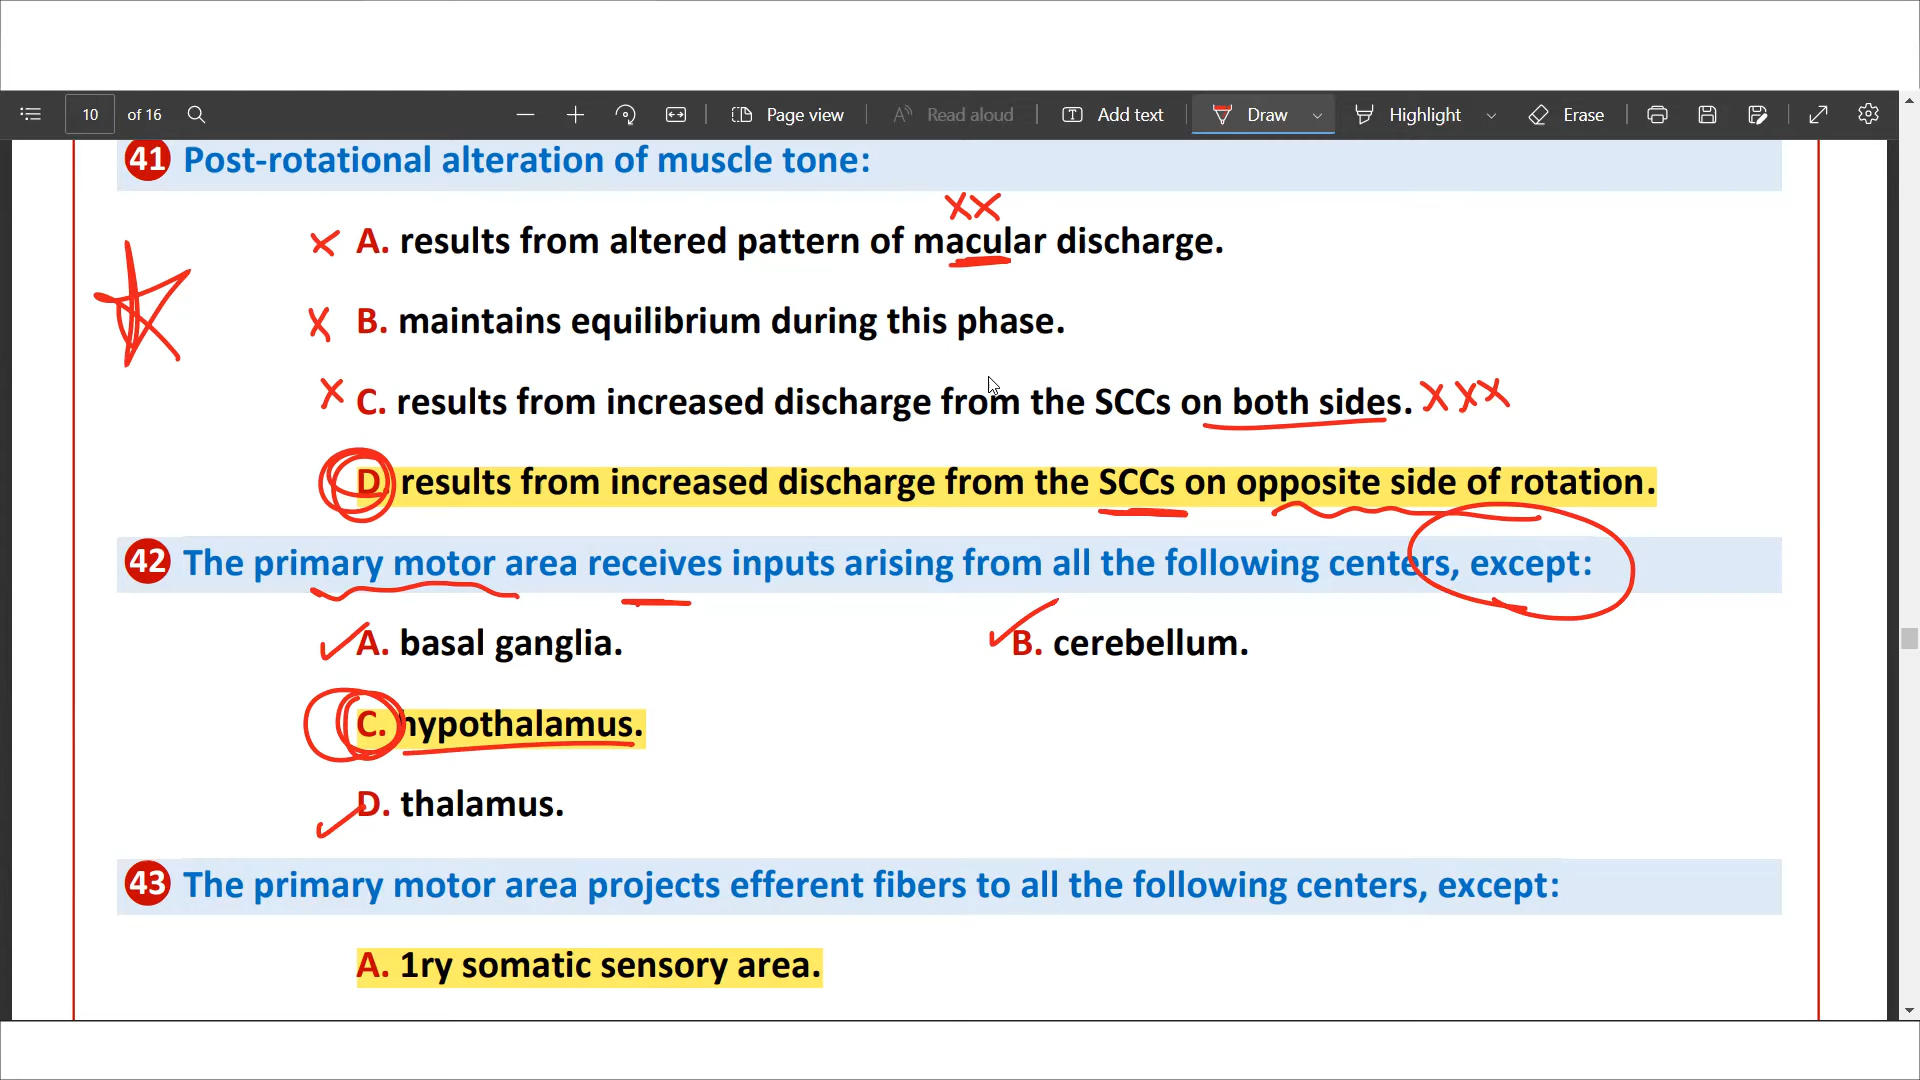 10 of 16 Page view Read aloud Add text Draw Highlight Erase
41 Post-rotational alteration of muscle tone:
A. results from altered pattern of macular discharge.
B. maintains equilibrium during this phase.
C. results from increased discharge from the SCCs on both sides.
D. results from increased discharge from the SCCs on opposite side of rotation.
42 The primary motor area receives inputs arising from all the following centers, except:
A. basal ganglia. B. cerebellum.
C. hypothalamus.
D. thalamus.
43 The primary motor area projects efferent fibers to all the following centers, except:
A. 1ry somatic sensory area.